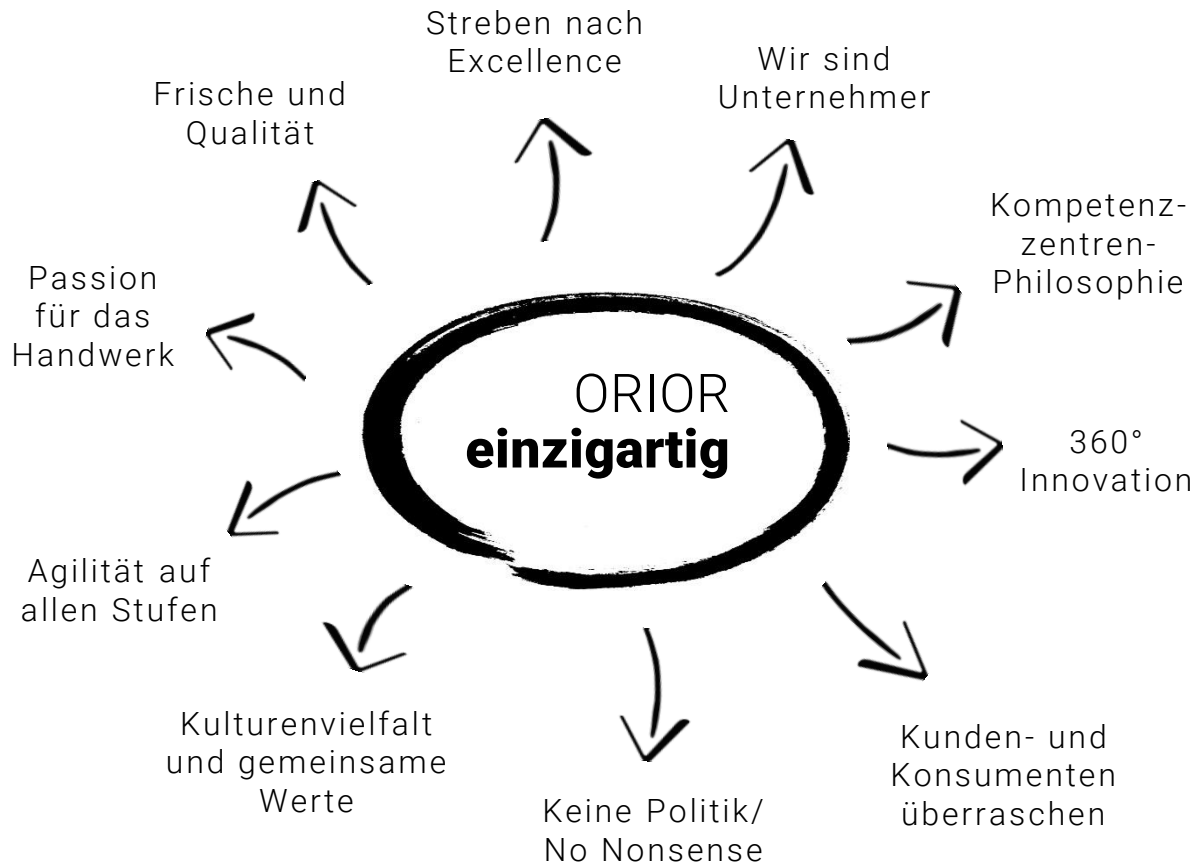 Streben nach
Excellence
Wir sind
Unternehmer
Frische und
Qualität
Kompetenz-
zentren-
Philosophie
Passion
für das
Handwerk
ORIOR
einzigartig
360°
Innovation
Agilität auf
allen Stufen
Kulturenvielfalt
und gemeinsame
Werte
Kunden- und
Konsumenten
überraschen
Keine Politik/
No Nonsense